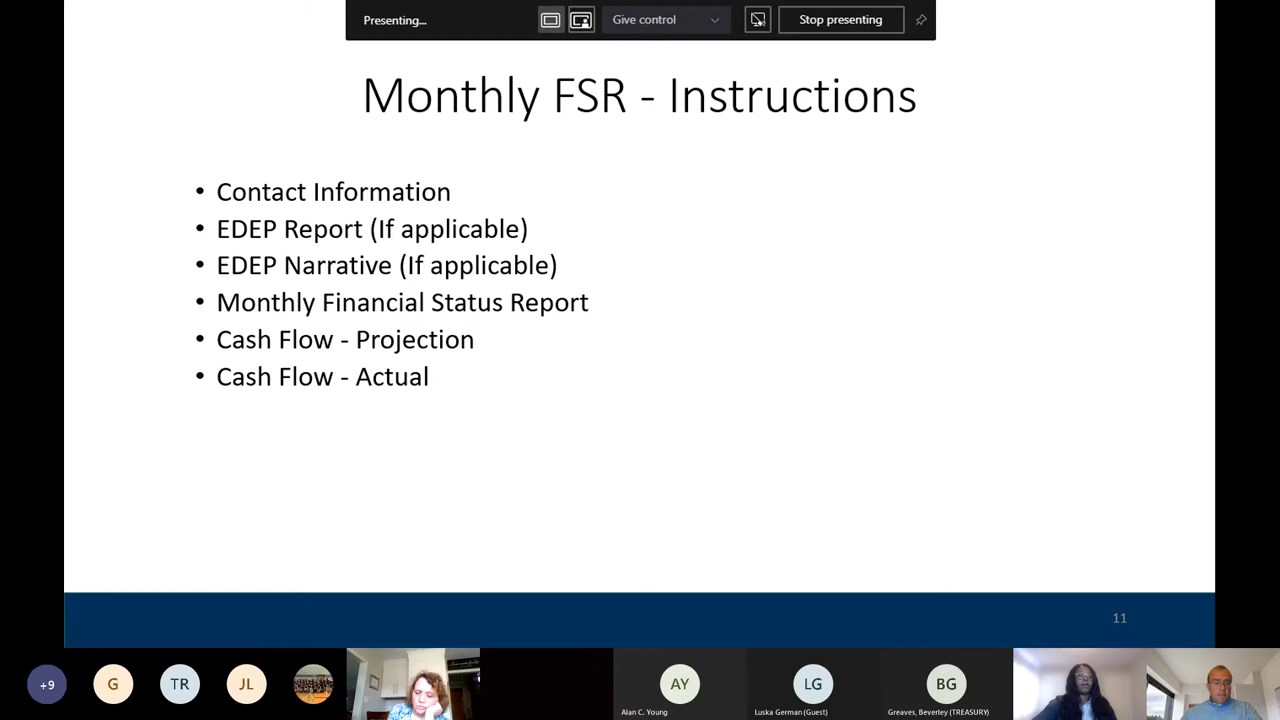 Presenting...
Give control
Stop presenting
Monthly FSR - Instructions
• Contact Information
• EDEP Report (If applicable)
• EDEP Narrative (If applicable)
• Monthly Financial Status Report
• Cash Flow - Projection
• Cash Flow - Actual
11
+9
G
TR
JL
AY
LG
BG
Alan C. Young
Luska German (Guest)
Greaves, Beverley (TREASURY)